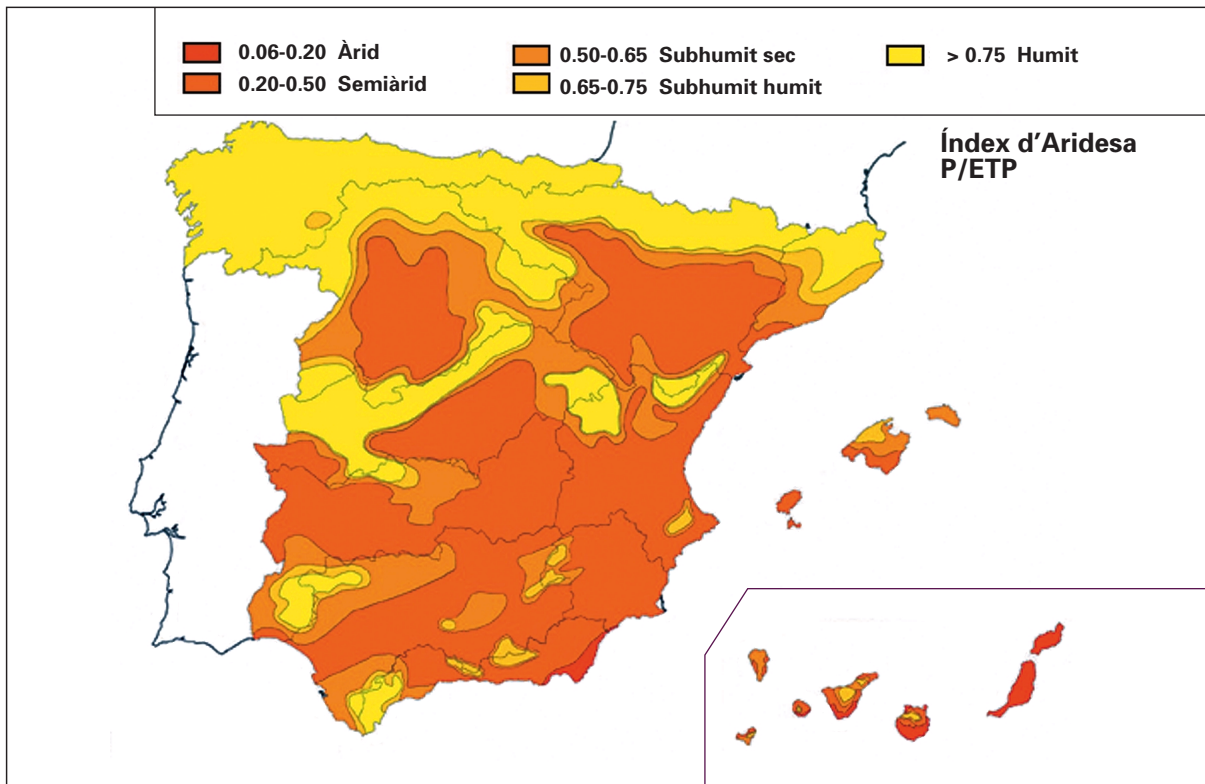 0.06-0.20 Àrid
0.20-0.50 Semiàrid
0.50-0.65 Subhumit sec
0.65-0.75 Subhumit humit
> 0.75 Humit
Índex d'Aridesa
P/ETP